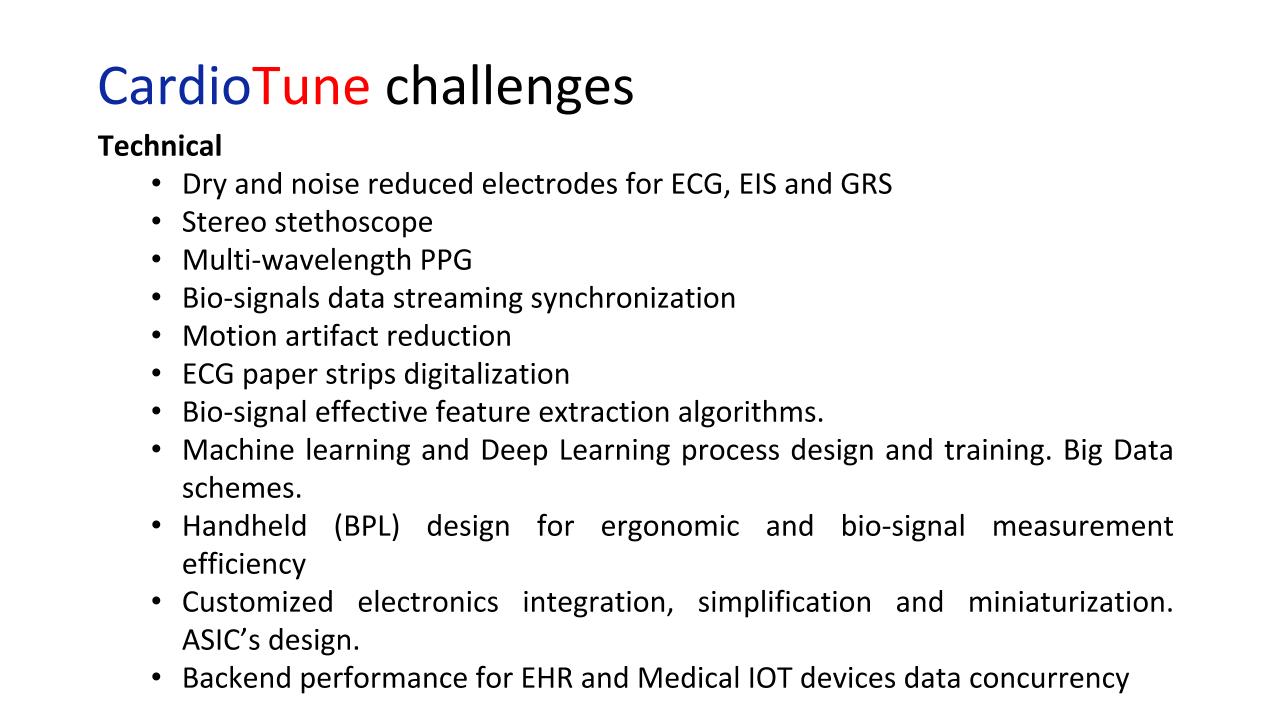 CardioTune challenges
Technical
• Dry and noise reduced electrodes for ECG, EIS and GRS
• Stereo stethoscope
• Multi-wavelength PPG
• Bio-signals data streaming synchronization
• Motion artifact reduction
• ECG paper strips digitalization
• Bio-signal effective feature extraction algorithms.
• Machine learning and Deep Learning process design and training. Big Data
schemes.
• Handheld (BPL) design for ergonomic and bio-signal measurement
efficiency
• Customized electronics integration, simplification and miniaturization.
ASIC’s design.
• Backend performance for EHR and Medical IOT devices data concurrency